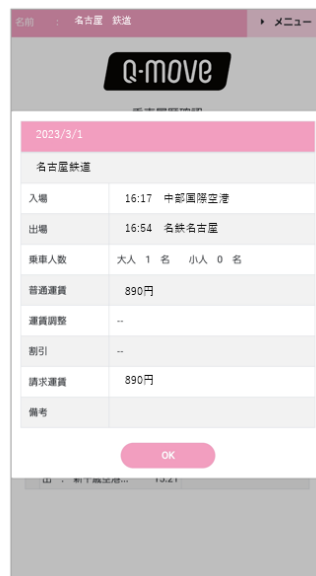 名前 : 名古屋 鉄道 メニュー
Q-move
2023/3/1
名古屋鉄道
入場 16:17 中部国際空港
出場 16:54 名鉄名古屋
乗車人数 大人 1 名 小人 0 名
普通運賃 890円
運賃調整 --
割引 --
請求運賃 890円
備考
OK